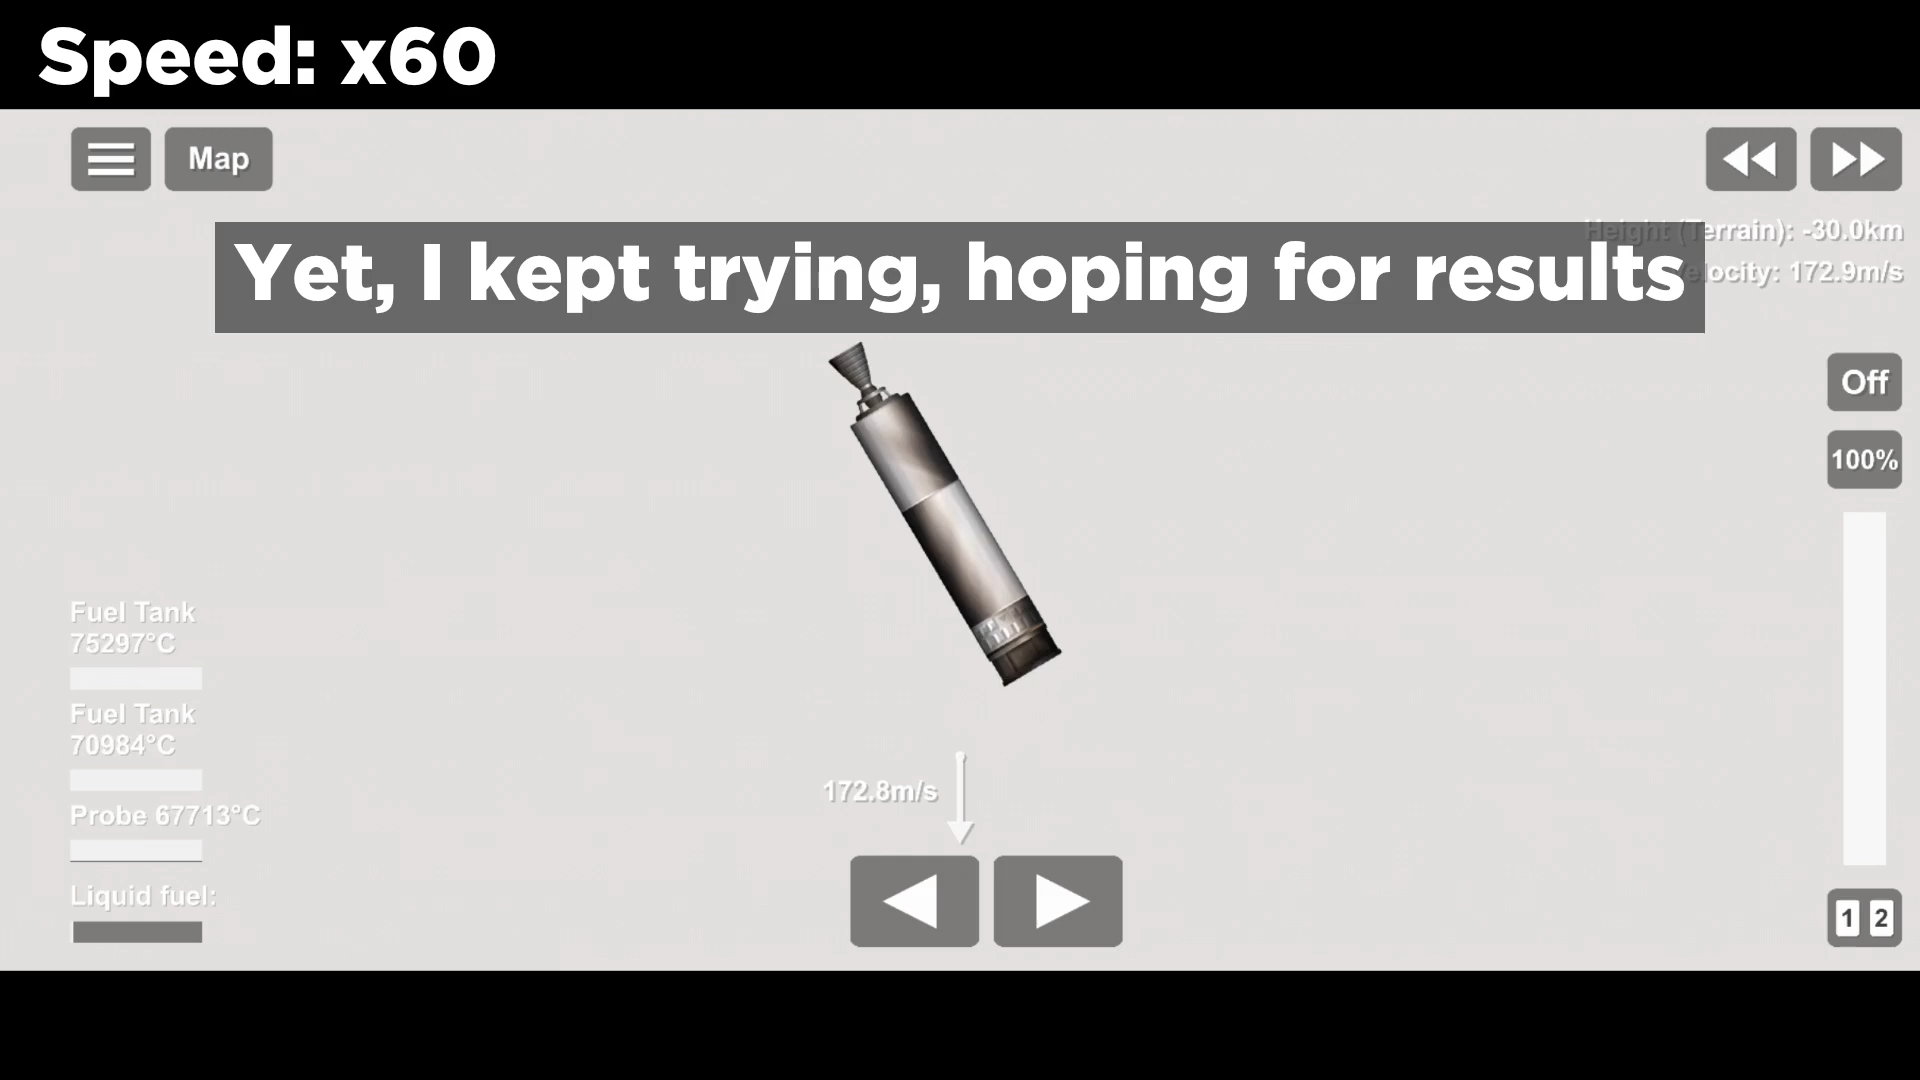 Speed: x60
Map
Height (Terrain): -30.0km
Yet, I kept trying, hoping for results
Velocity: 172.9m/s
Off
100%
Fuel Tank
75297°C
Fuel Tank
70984°C
172.8m/s
Probe 67713°C
Liquid fuel:
1 2